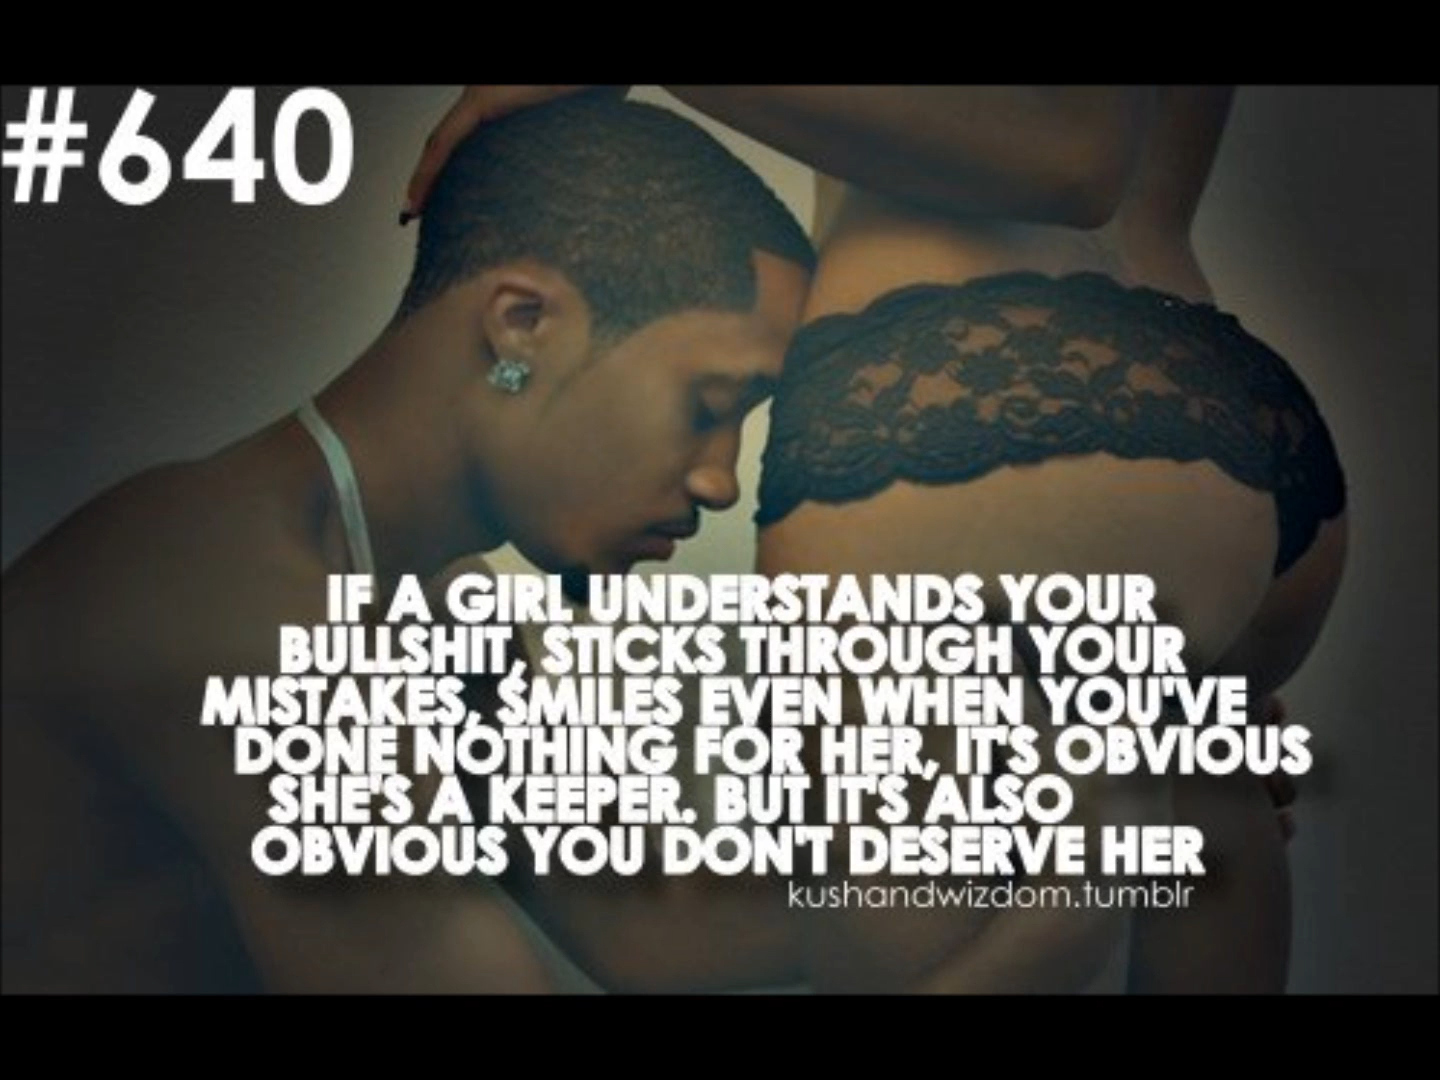 #640
IF A GIRL UNDERSTANDS YOUR
BULLSHIT, STICKS THROUGH YOUR
MISTAKES, SMILES EVEN WHEN YOU'VE
DONE NOTHING FOR HER, IT'S OBVIOUS
SHE'S A KEEPER. BUT IT'S ALSO
OBVIOUS YOU DON'T DESERVE HER
kushandwizdom.tumblr